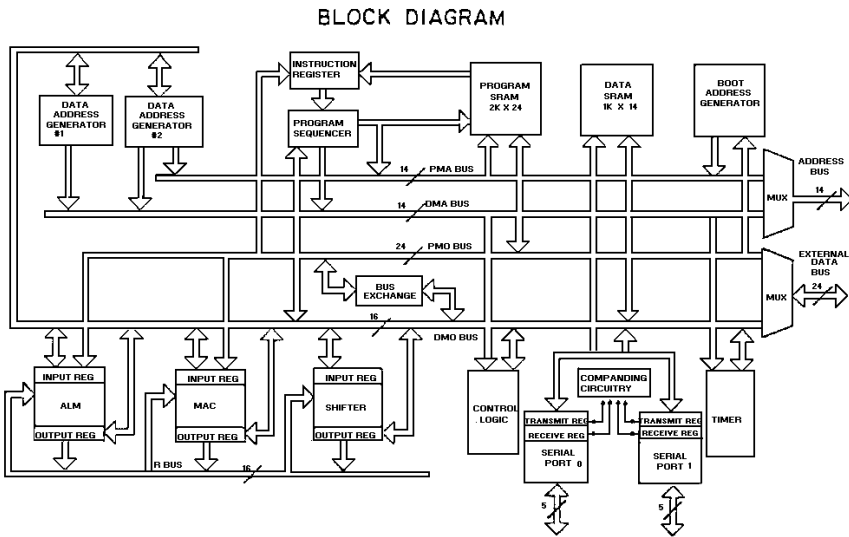 BLOCK DIAGRAM
INSTRUCTION
REGISTER
PROGRAM
SRAM
2K X 24
DATA
SRAM
1K X 14
BOOT
ADDRESS
GENERATOR
DATA
ADDRESS
GENERATOR
#1
DATA
ADDRESS
GENERATOR
#2
PROGRAM
SEQUENCER
14
PMA BUS
MUX
ADDRESS
BUS
14
14
DMA BUS
24
PMO BUS
EXTERNAL
DATA
BUS
24
MUX
BUS
EXCHANGE
16
DMO BUS
INPUT REG
ALM
OUTPUT REG
INPUT REG
MAC
OUTPUT REG
INPUT REG
SHIFTER
OUTPUT REG
R BUS
16
CONTROL
. LOGIC
COMPANDING
CIRCUITRY
TRANSMIT REG
RECEIVE REG
SERIAL
PORT 0
5
TRANSMIT REG
RECEIVE REG
SERIAL
PORT 1
5
TIMER